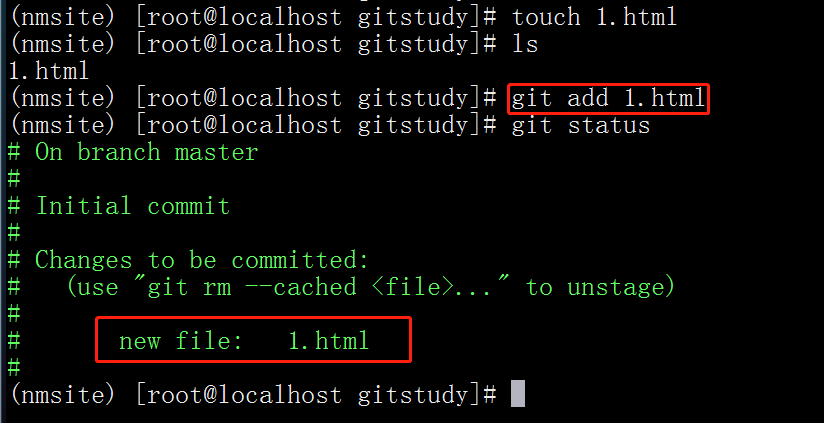 (nmsite) [root@localhost gitstudy]# touch 1.html
(nmsite) [root@localhost gitstudy]# ls
1.html
(nmsite) [root@localhost gitstudy]# git add 1.html
(nmsite) [root@localhost gitstudy]# git status
# On branch master
#
# Initial commit
#
# Changes to be committed:
#   (use "git rm --cached <file>..." to unstage)
#
#       new file:   1.html
#
(nmsite) [root@localhost gitstudy]#